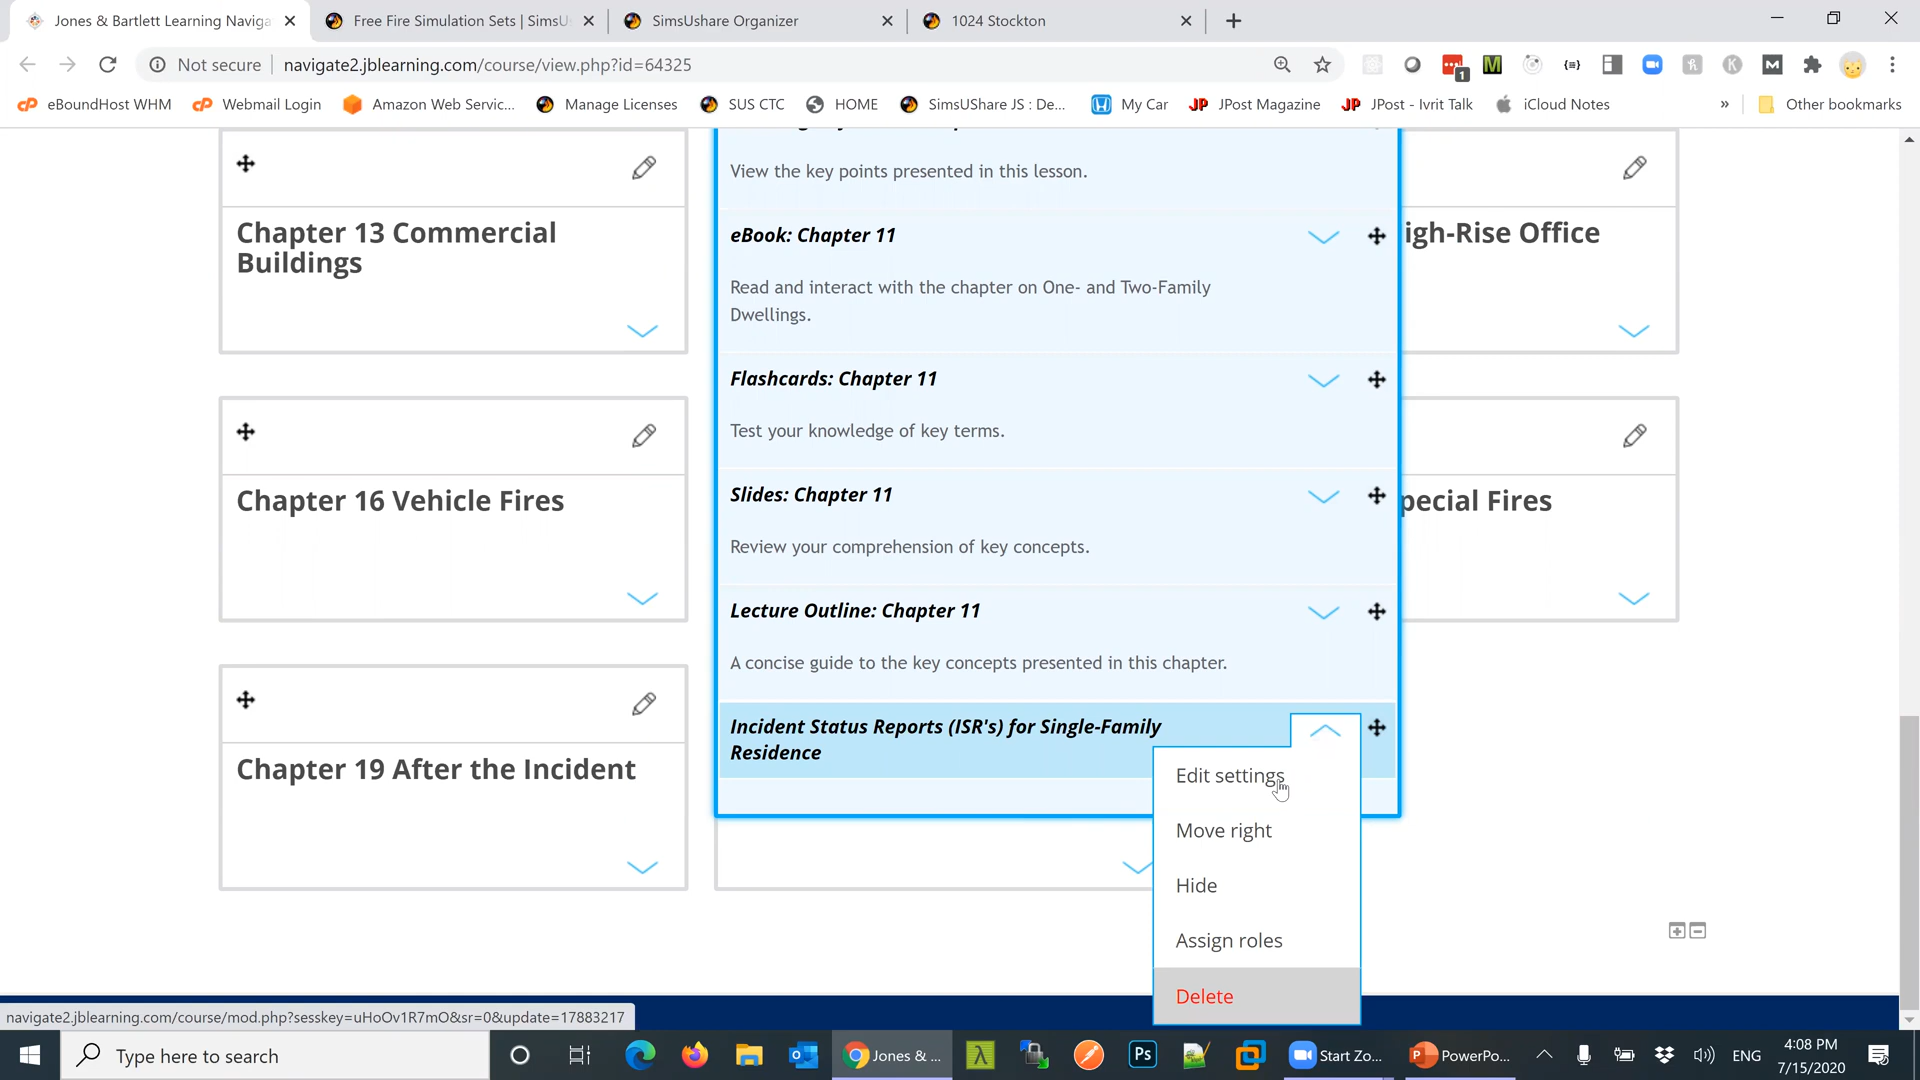 Jones & Bartlett Learning Naviga
Free Fire Simulation Sets | SimsU
SimsUshare Organizer
1024 Stockton
Not secure
navigate2.jblearning.com/course/view.php?id=64325
1
eBoundHost WHM
Webmail Login
Amazon Web Servic...
Manage Licenses
SUS CTC
HOME
SimsUShare JS : De...
My Car
JPost Magazine
JPost - Ivrit Talk
iCloud Notes
»
Other bookmarks
View the key points presented in this lesson.
Chapter 13 Commercial
Buildings
eBook: Chapter 11
igh-Rise Office
Read and interact with the chapter on One- and Two-Family
Dwellings.
Flashcards: Chapter 11
Test your knowledge of key terms.
Chapter 16 Vehicle Fires
Slides: Chapter 11
pecial Fires
Review your comprehension of key concepts.
Lecture Outline: Chapter 11
A concise guide to the key concepts presented in this chapter.
Chapter 19 After the Incident
Incident Status Reports (ISR's) for Single-Family
Residence
Edit settings
Move right
Hide
Assign roles
Delete
navigate2.jblearning.com/course/mod.php?sesskey=uHoOv1R7mO&sr=0&update=17883217
Type here to search
Jones & ...
Ps
Start Zo...
PowerPo...
ENG
4:08 PM
7/15/2020